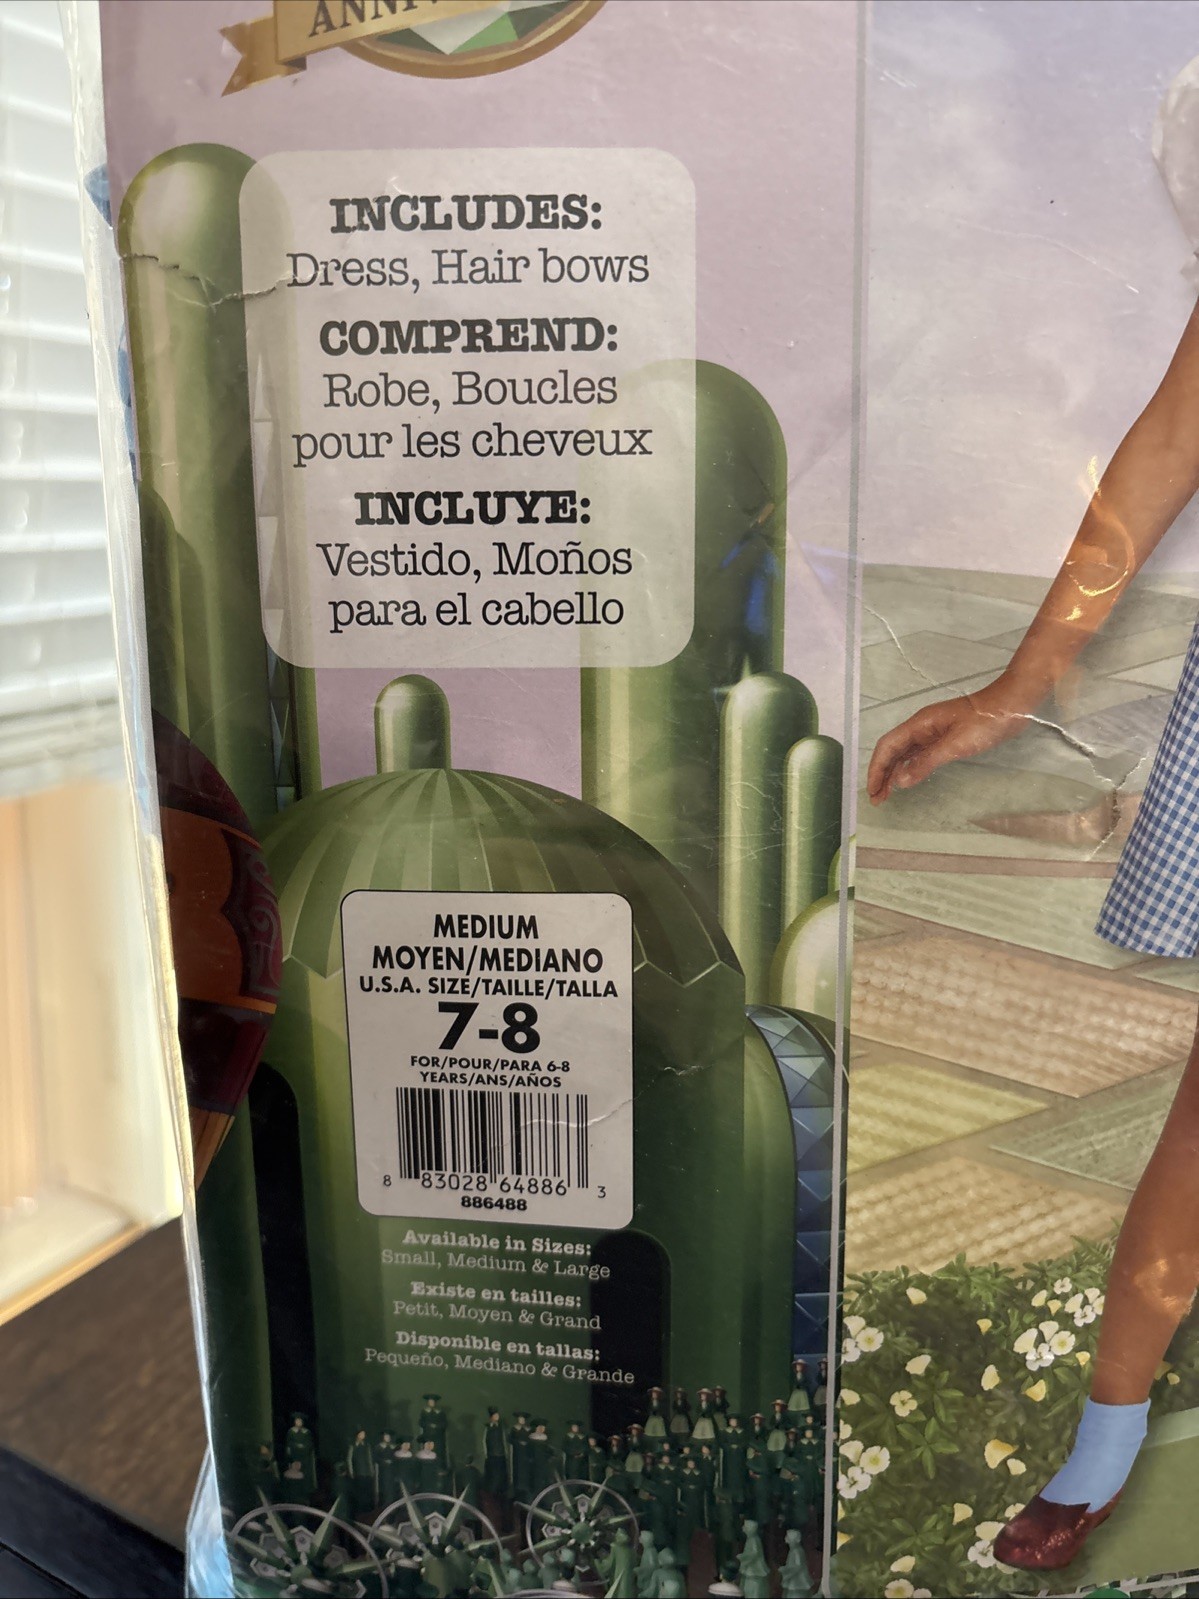 INCLUDES:
Dress, Hair bows
COMPREND:
Robe, Boucles
pour les cheveux
INCLUYE:
Vestido, Moños
para el cabello
MEDIUM
MOYEN/MEDIANO
U.S.A. SIZE/TAILLE/TALLA
7-8
FOR/POUR/PARA 6-8
YEARS/ANS/AÑOS
8 83028 64886 3
886488
Available in Sizes:
Small, Medium & Large
Existe en tailles:
Petit, Moyen & Grand
Disponible en tallas:
Pequeño, Mediano & Grande